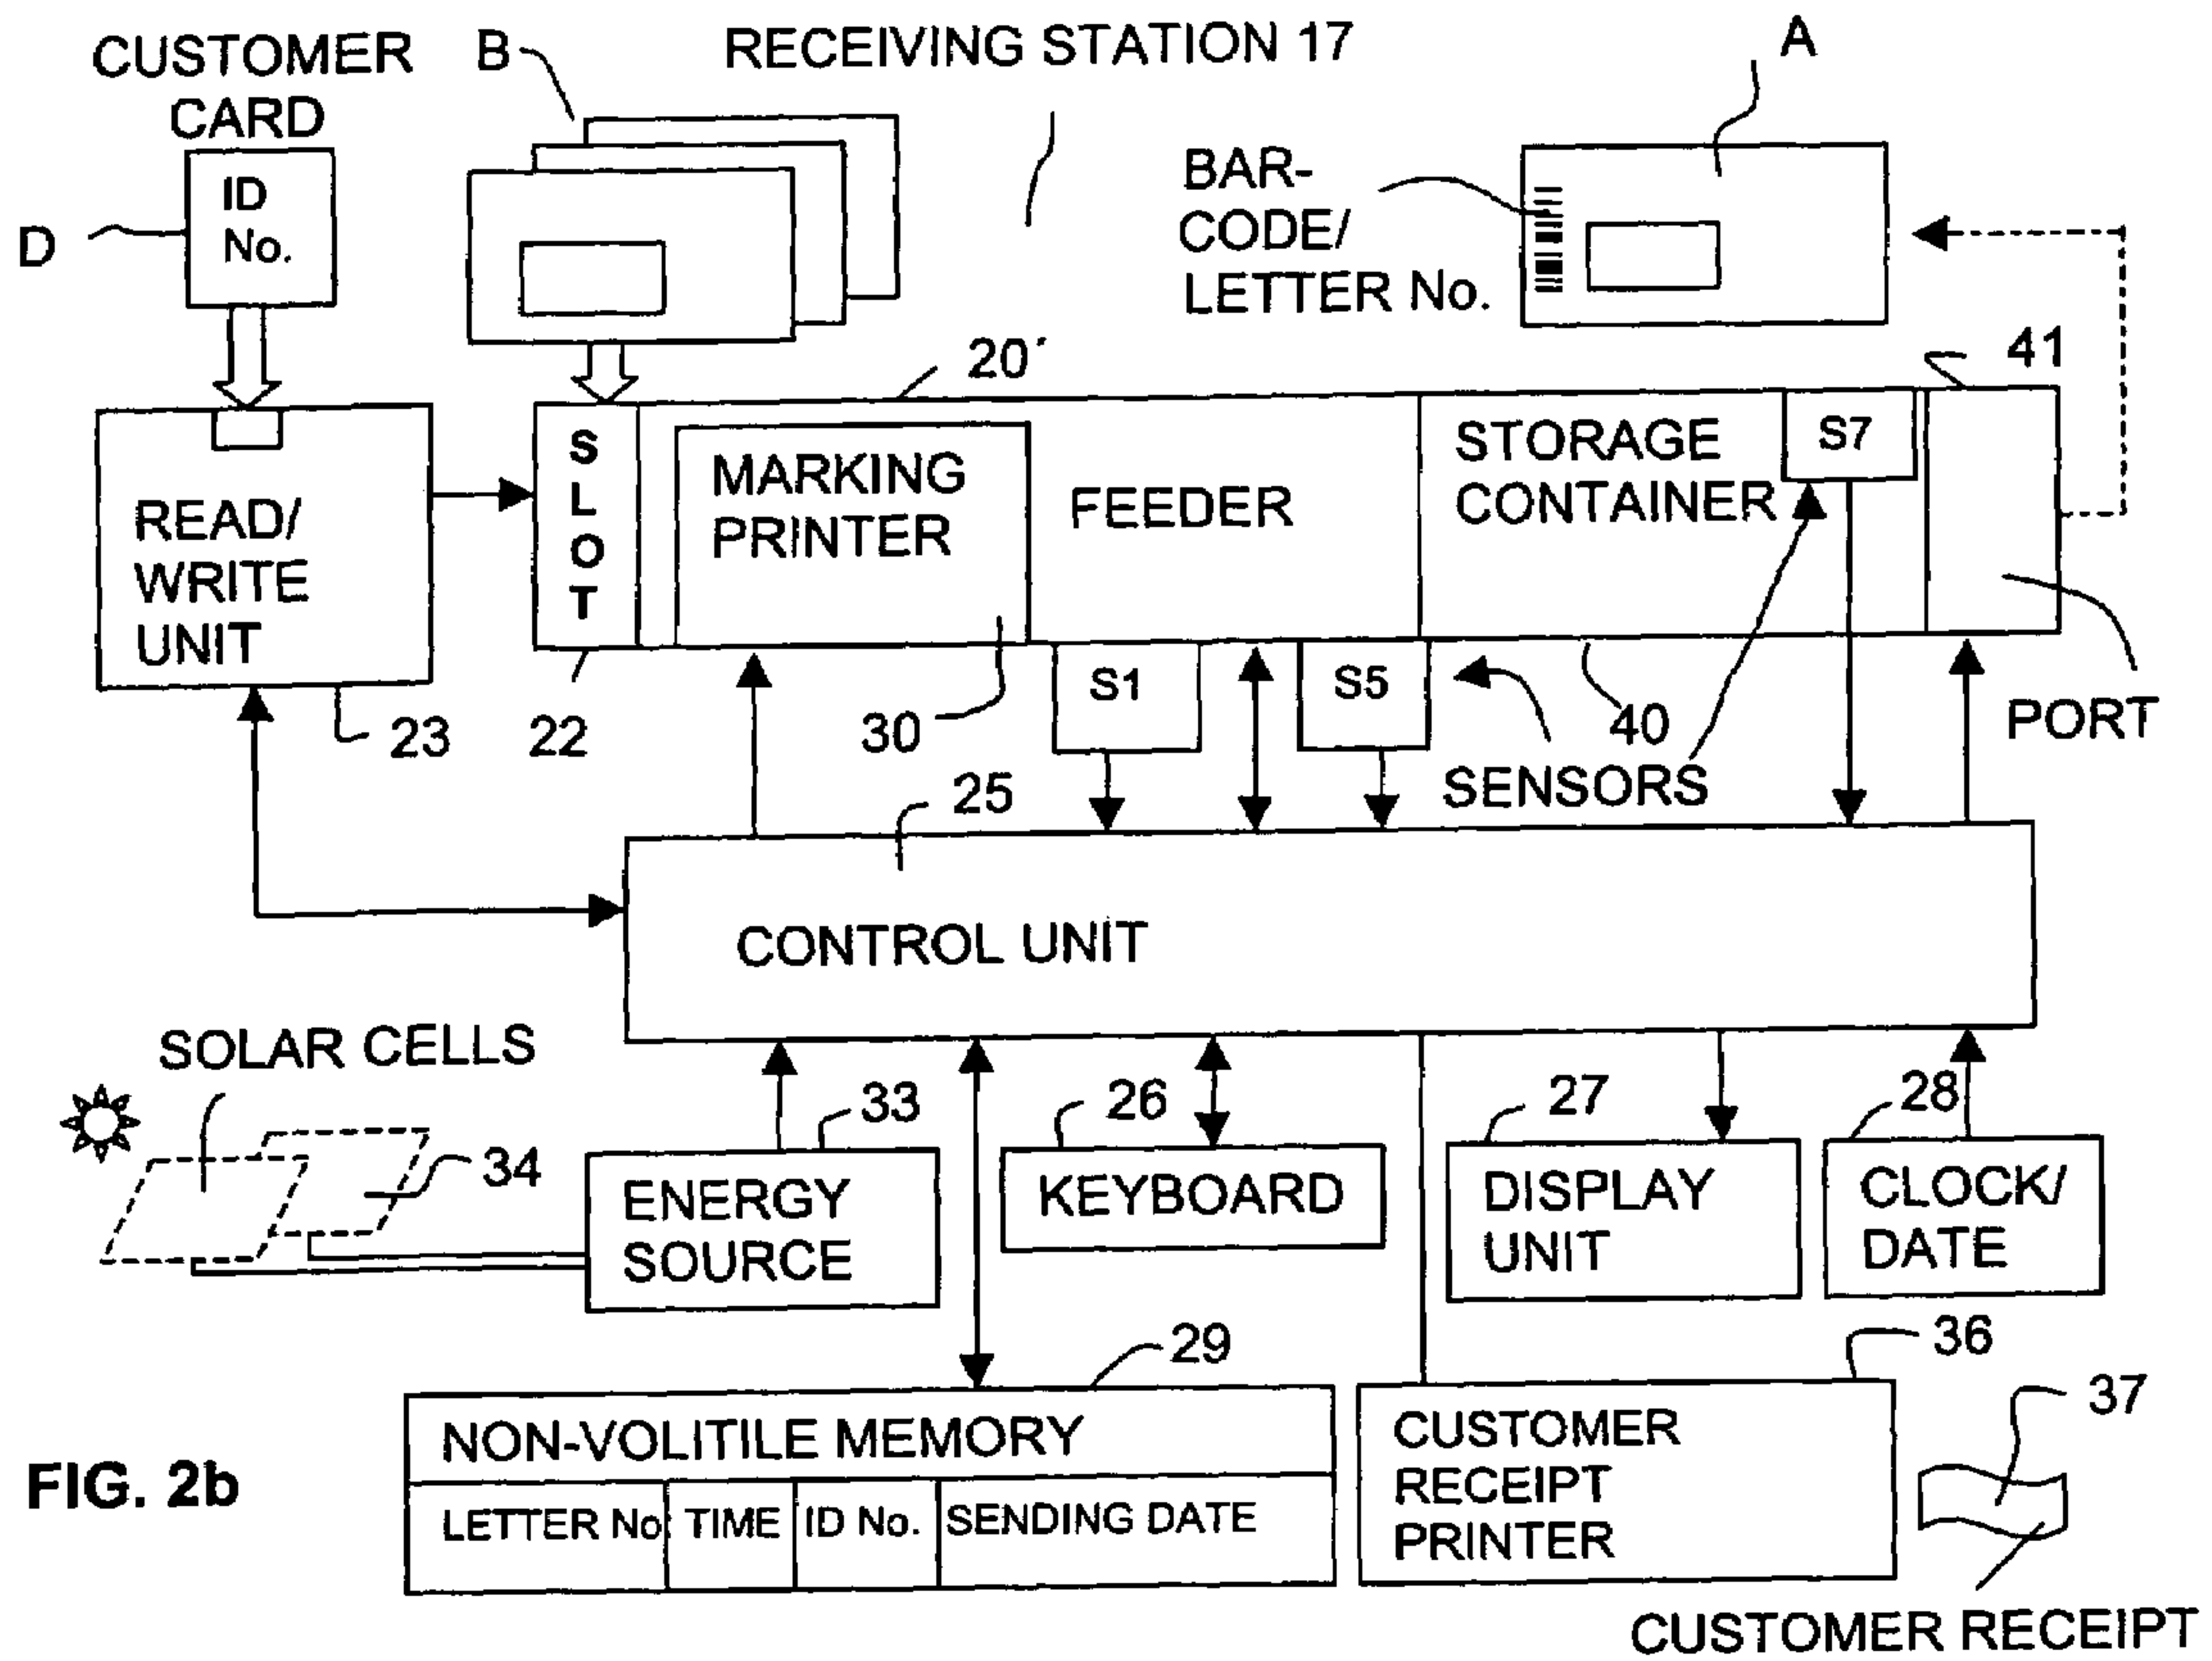 CUSTOMER
CARD
B
RECEIVING STATION 17
A
ID
No.
D
BAR-
CODE/
LETTER No.
20'
41
S
L
O
T
MARKING
PRINTER
FEEDER
STORAGE
CONTAINER
S7
READ/
WRITE
UNIT
S1
S5
23
22
30
40
PORT
SENSORS
25
CONTROL UNIT
SOLAR CELLS
34
33
26
27
28
ENERGY
SOURCE
KEYBOARD
DISPLAY
UNIT
CLOCK/
DATE
29
36
37
NON-VOLITILE MEMORY
LETTER No
TIME
ID No.
SENDING DATE
CUSTOMER
RECEIPT
PRINTER
FIG. 2b
CUSTOMER RECEIPT